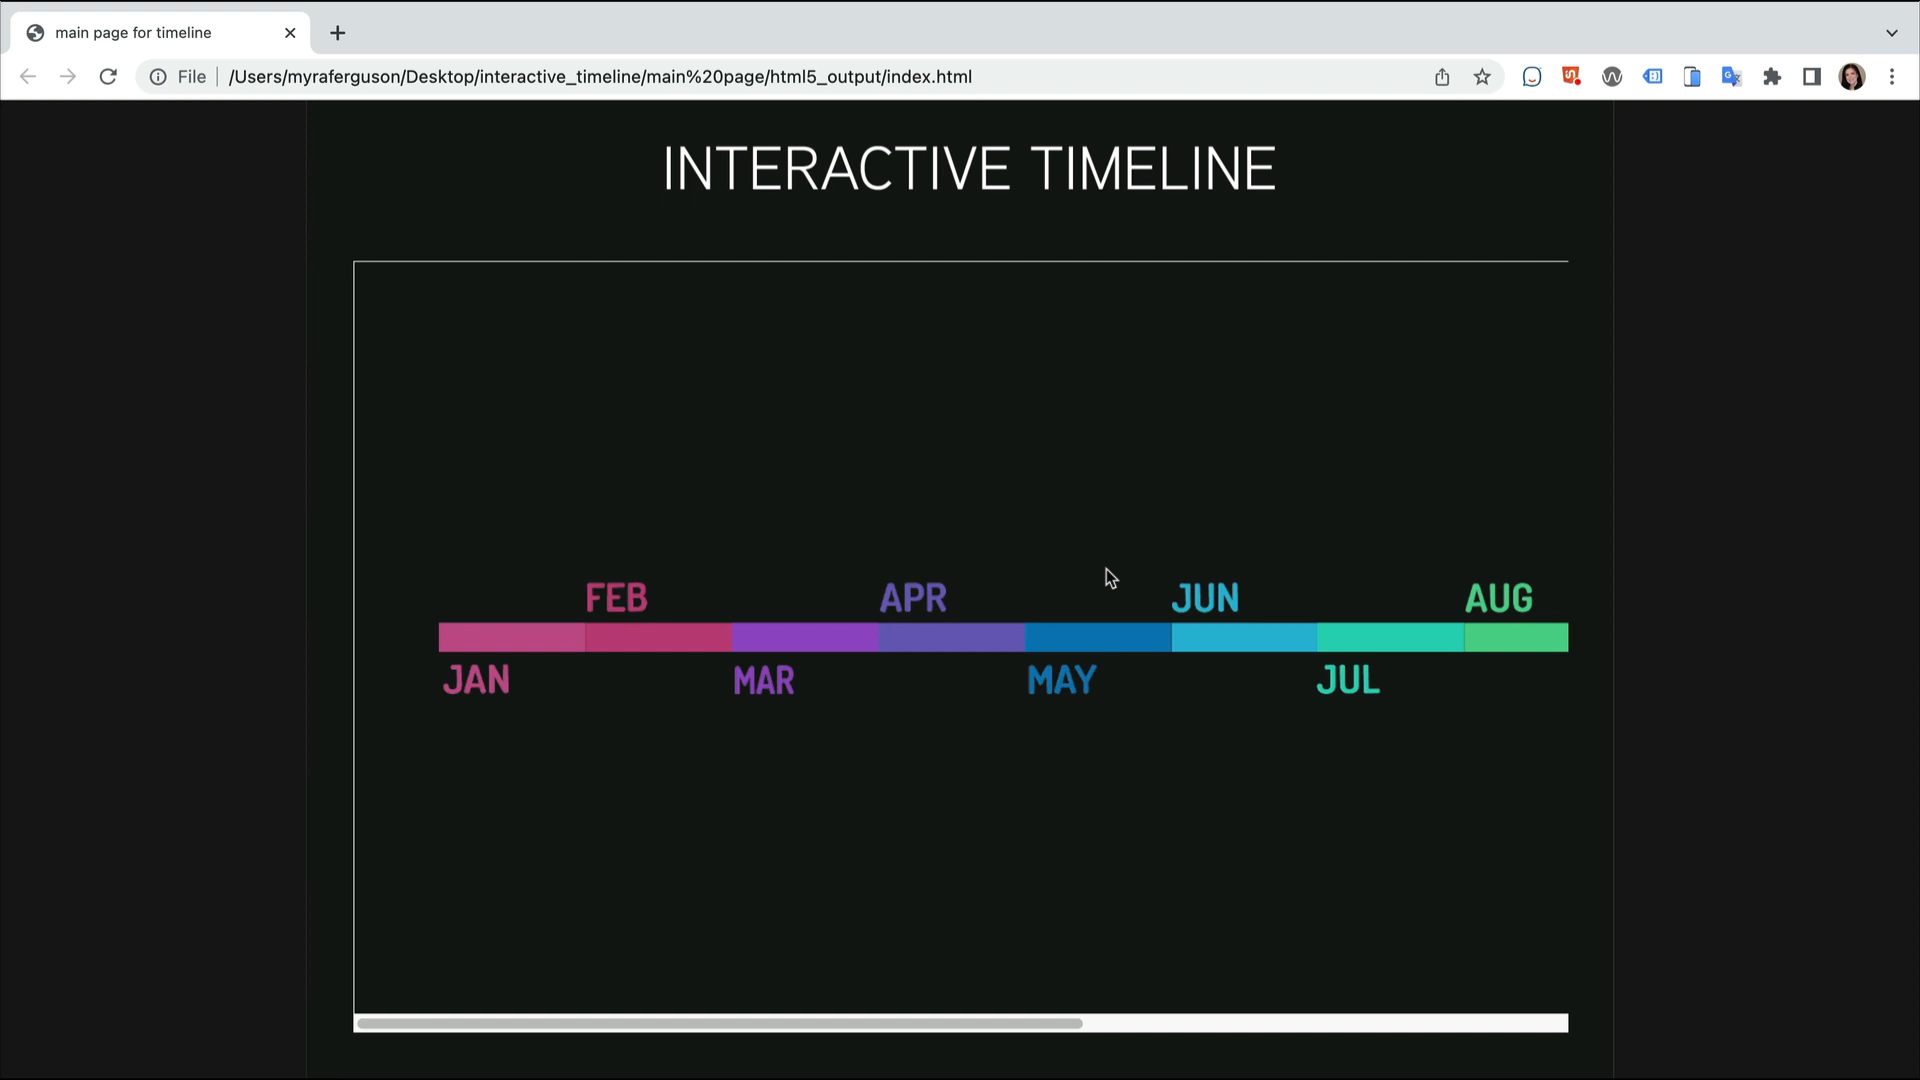 main page for timeline
File /Users/myraferguson/Desktop/interactive_timeline/main%20page/html5_output/index.html
INTERACTIVE TIMELINE
FEB APR JUN AUG
JAN MAR MAY JUL